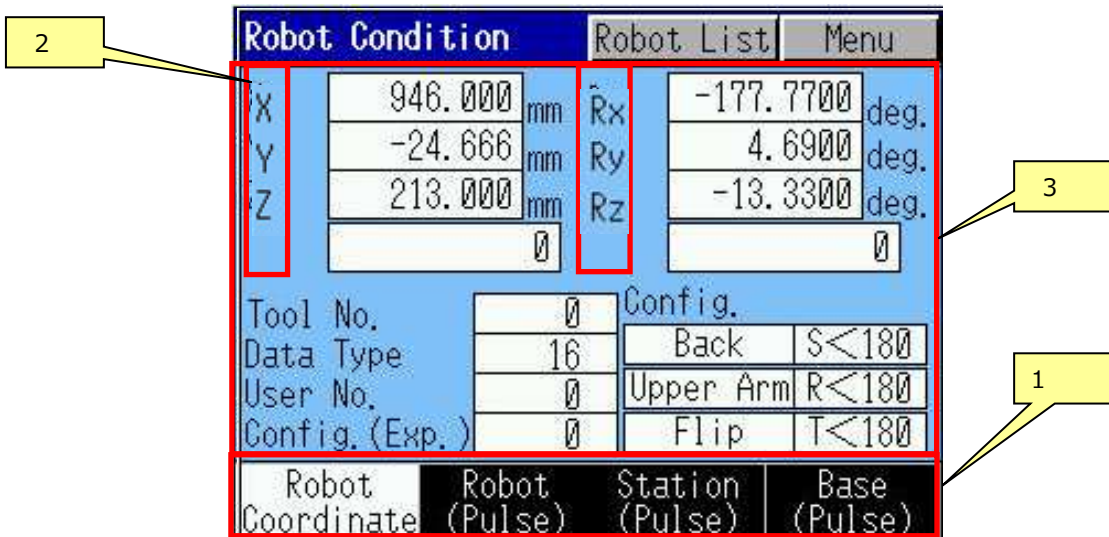 2
Robot Condition Robot List Menu
X 946.000 mm Rx -177.7700 deg.
Y -24.666 mm Ry 4.6900 deg.
Z 213.000 mm Rz -13.3300 deg.
0 0
3
Tool No. 0 Config.
Data Type 16 Back S<180
User No. 0 Upper Arm R<180
Config.(Exp.) 0 Flip T<180
1
Robot Coordinate Robot (Pulse) Station (Pulse) Base (Pulse)